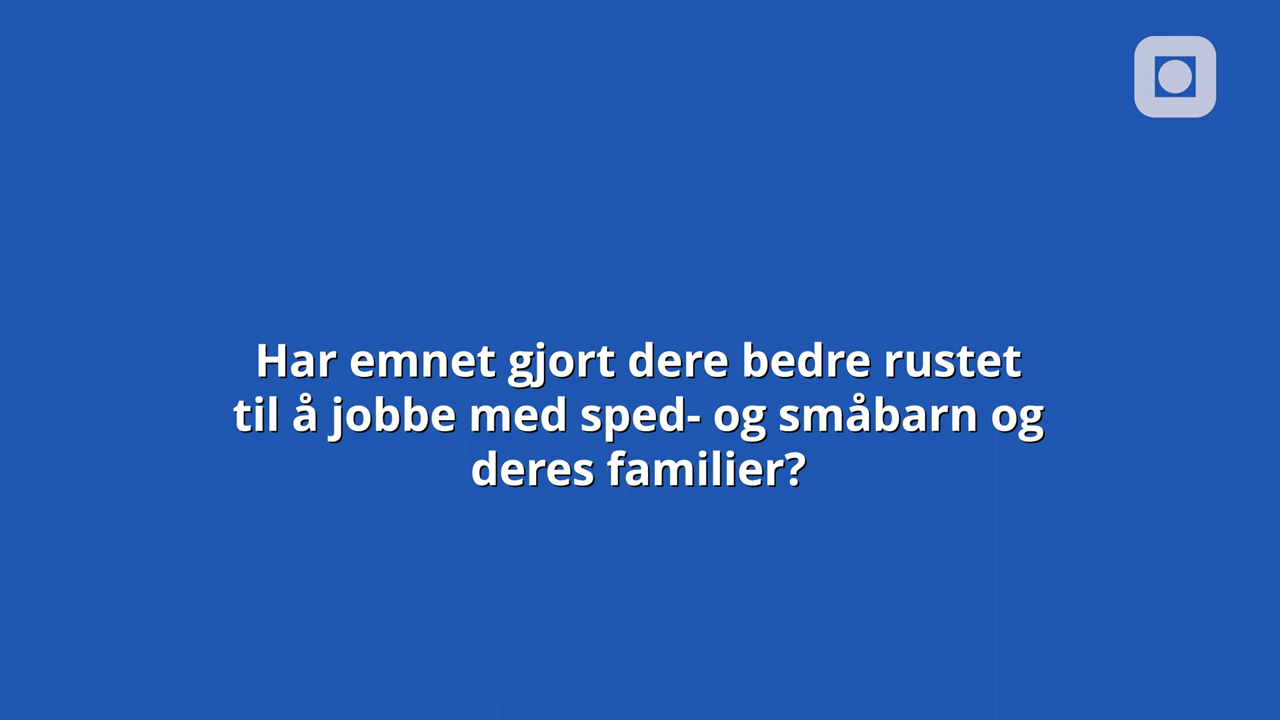 Har emnet gjort dere bedre rustet
til å jobbe med sped- og småbarn og
deres familier?